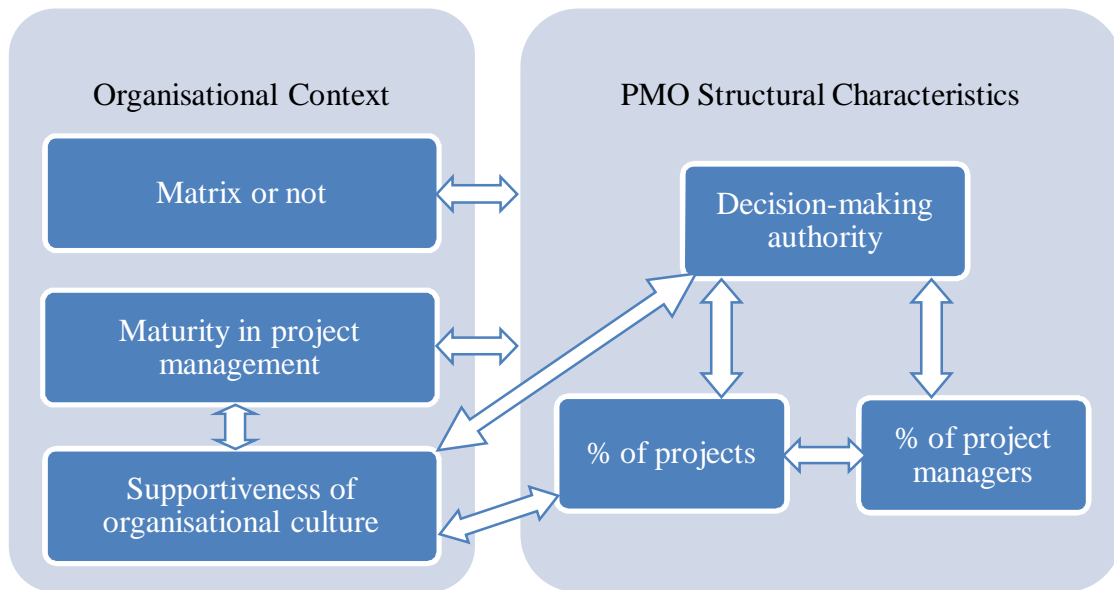 Organisational Context
Matrix or not
Maturity in project
management
Supportiveness of
organisational culture
PMO Structural Characteristics
Decision-making
authority
% of projects
% of project
managers